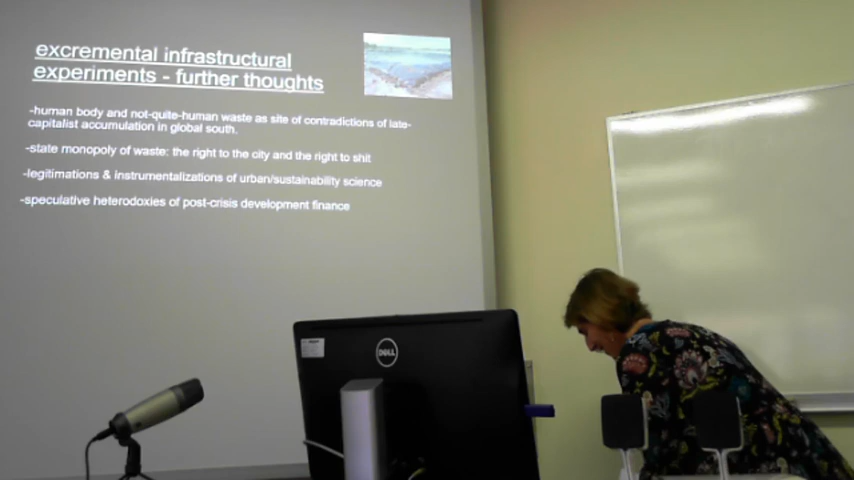 excremental infrastructural
experiments - further thoughts
-human body and not-quite-human waste as site of contradictions of late-
capitalist accumulation in global south.
-state monopoly of waste: the right to the city and the right to shit
-legitimations & instrumentalizations of urban/sustainability science
-speculative heterodoxies of post-crisis development finance
DELL